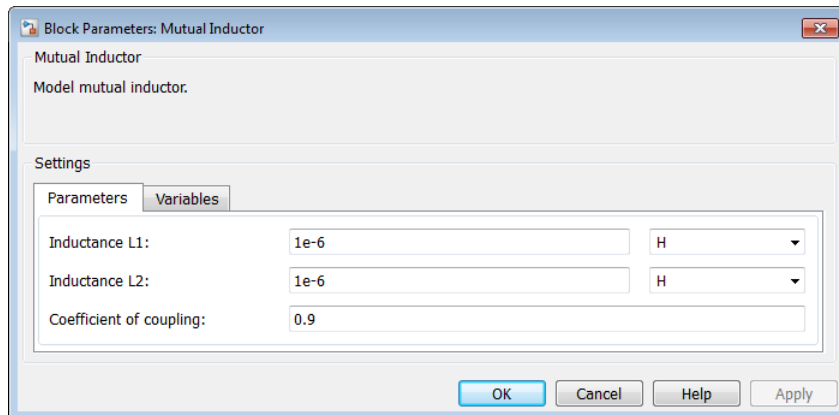 Block Parameters: Mutual Inductor
Mutual Inductor
Model mutual inductor.
Settings
Parameters Variables
Inductance L1: 1e-6 H
Inductance L2: 1e-6 H
Coefficient of coupling: 0.9
OK Cancel Help Apply